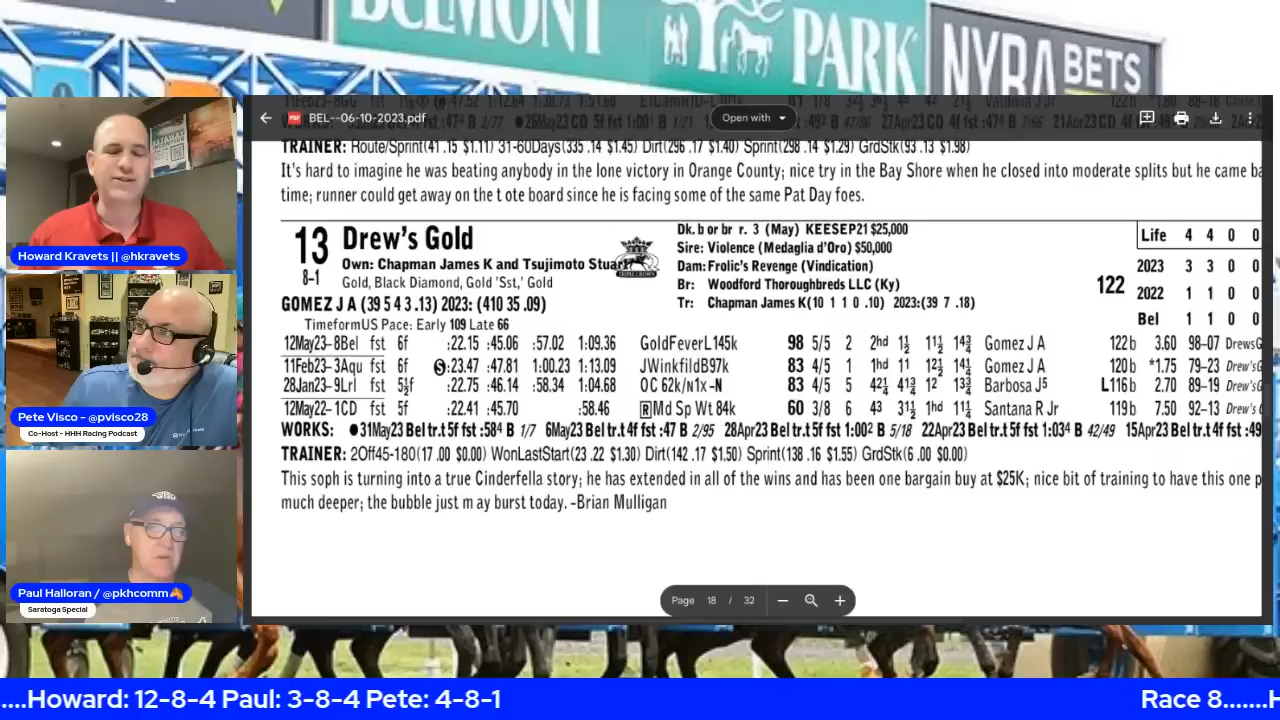 BELMONT PARK NYRA BETS
BEL--06-10-2023.pdf
Open with
TRAINER: Route/Sprint(41 .15 $1.11) 31-60Days(335 .14 $1.45) Dirt(296 .17 $1.40) Sprint(298 .14 $1.29) GrdStk(93 .13 $1.98)
It's hard to imagine he was beating anybody in the lone victory in Orange County; nice try in the Bay Shore when he closed into moderate splits but he came ba
time; runner could get away on the t ote board since he is facing some of the same Pat Day foes.
13 Drew's Gold
8-1
Own: Chapman James K and Tsujimoto Stuart
Gold, Black Diamond, Gold 'Sst,' Gold
GOMEZ J A (39 5 4 3 .13) 2023: (410 35 .09)
TimeformUS Pace: Early 109 Late 66
Dk. b or br r. 3 (May) KEESEP21 $25,000
Sire: Violence (Medaglia d'Oro) $50,000
Dam: Frolic's Revenge (Vindication)
Br: Woodford Thoroughbreds LLC (Ky)
Tr: Chapman James K(10 1 1 0 .10) 2023:(39 7 .18)
122
Life 4 4 0 0
2023 3 3 0 0
2022 1 1 0 0
Bel 1 1 0 0
12May23-8Bel fst 6f :22.15 :45.06 :57.02 1:09.36 GoldFeverL145k 98 5/5 2 2hd 1½ 11½ 14¾ Gomez J A 122b 3.60 98-07 DrewsG
11Feb23-3Aqu fst 6f Ⓢ:23.47 :47.81 1:00.23 1:13.09 JWinkfildB97k 83 4/5 1 1hd 11 12½ 14¼ Gomez J A 120b *1.75 79-23 Drew's
28Jan23-9Lrl fst 5½f :22.75 :46.14 :58.34 1:04.68 OC 62k/n1x-N 83 4/5 5 42¼ 41¾ 12 13¾ Barbosa J5 L116b 2.70 89-19 Drew's
12May22-1CD fst 5f :22.41 :45.70 :58.46 🅁Md Sp Wt 84k 60 3/8 6 43 31½ 1hd 11¼ Santana R Jr 119b 7.50 92-13 Drew's
WORKS: ●31May23 Bel tr.t 5f fst :584 B 1/7 6May23 Bel tr.t 4f fst :47 B 2/95 28Apr23 Bel tr.t 5f fst 1:002 B 5/18 22Apr23 Bel tr.t 5f fst 1:034 B 42/49 15Apr23 Bel tr.t 4f fst :49
TRAINER: 2Off45-180(17 .00 $0.00) WonLastStart(23 .22 $1.30) Dirt(142 .17 $1.50) Sprint(138 .16 $1.55) GrdStk(6 .00 $0.00)
This soph is turning into a true Cinderfella story; he has extended in all of the wins and has been one bargain buy at $25K; nice bit of training to have this one p
much deeper; the bubble just m ay burst today. -Brian Mulligan
Page 18 / 32
Howard Kravets || @hkravets
Pete Visco - @pvisco28
Co-Host - HHH Racing Podcast
Paul Halloran / @pkhcomm🐴
Saratoga Special
....Howard: 12-8-4 Paul: 3-8-4 Pete: 4-8-1
Race 8.......H